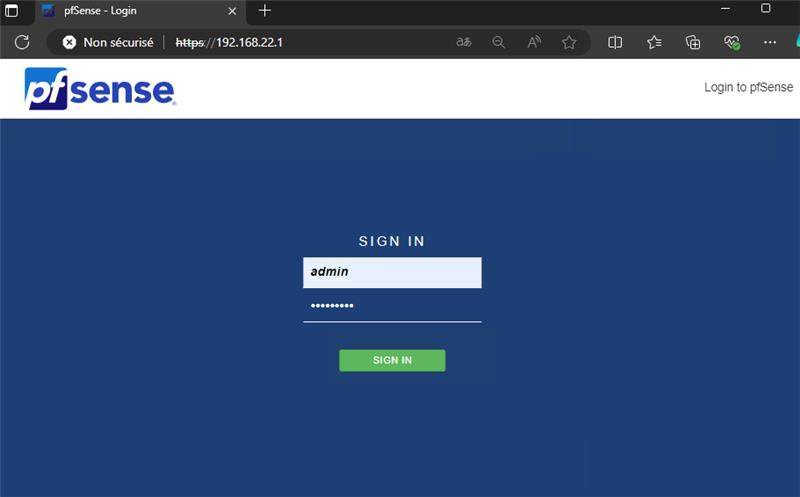 pfSense - Login
Non sécurisé https://192.168.22.1
pfsense
Login to pfSense
SIGN IN
admin
•••••••••
SIGN IN